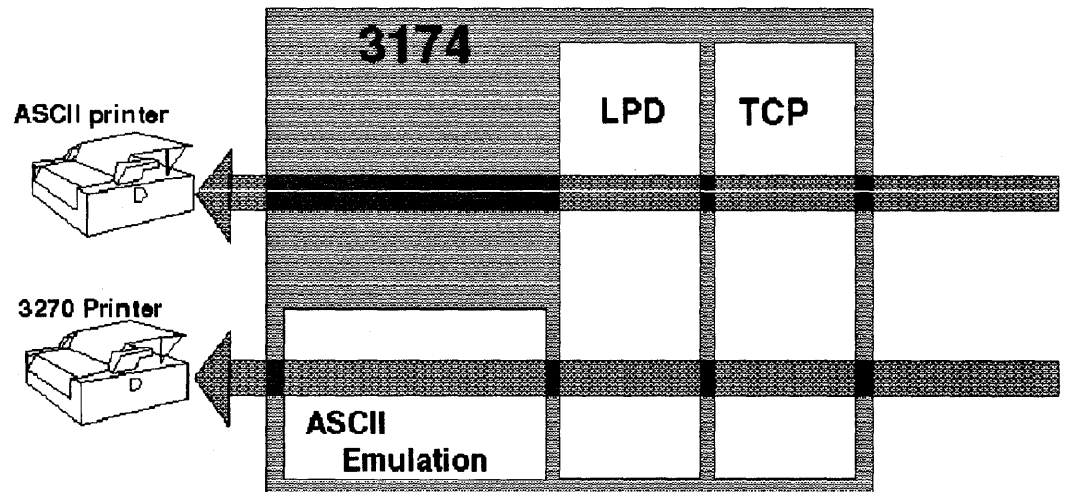 3174
LPD
TCP
ASCII printer
3270 Printer
ASCII
Emulation